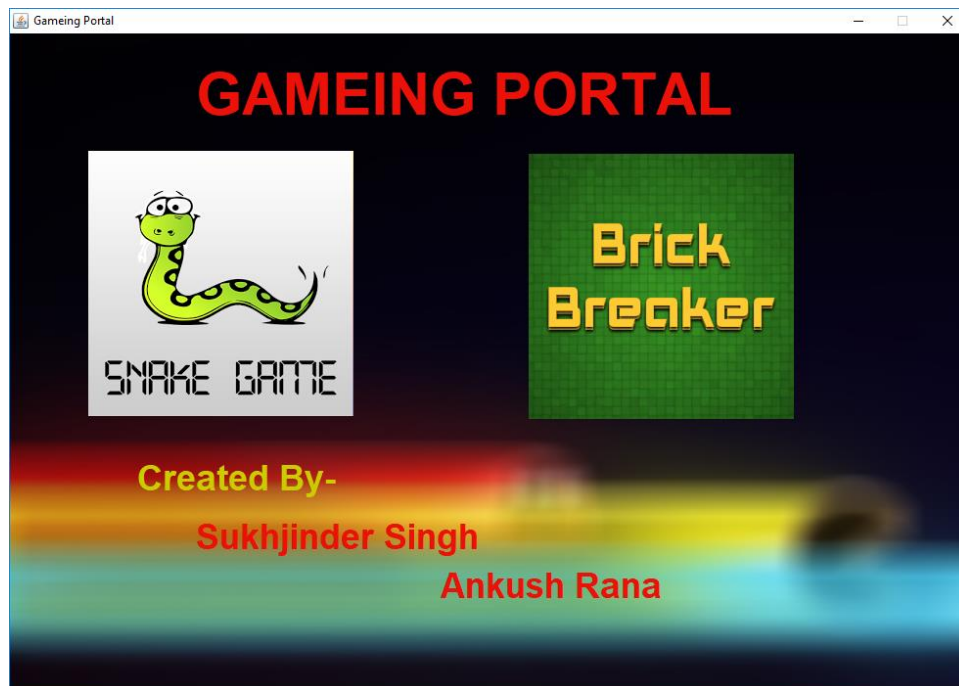 Gameing Portal
GAMEING PORTAL
SNAKE GAME
Brick
Breaker
Created By-
Sukhjinder Singh
Ankush Rana